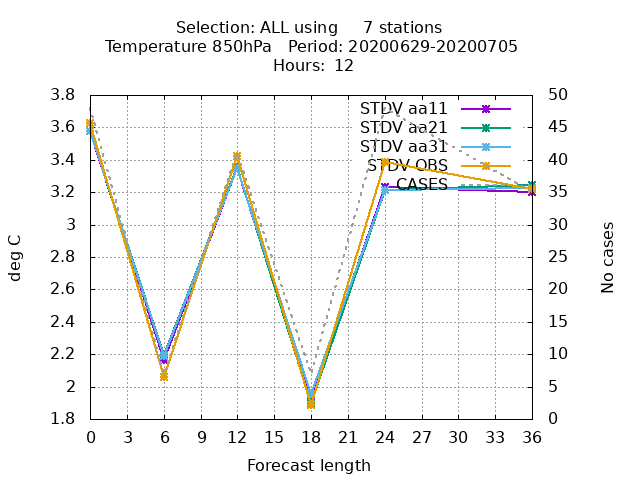 Selection: ALL using 7 stations
Temperature 850hPa Period: 20200629-20200705
Hours: 12
3.8
3.6
3.4
3.2
3
2.8
2.6
2.4
2.2
2
1.8
deg C
STDV aa11
STDV aa21
STDV aa31
STDV OBS
CASES
50
45
40
35
30
25
20
15
10
5
0
No cases
0 3 6 9 12 15 18 21 24 27 30 33 36
Forecast length